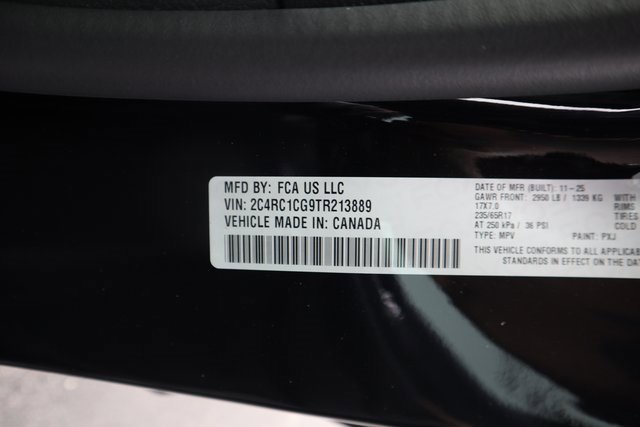 MFD BY: FCA US LLC
VIN: 2C4RC1CG9TR213889
VEHICLE MADE IN: CANADA
DATE OF MFR (BUILT): 11-25
GAWR FRONT: 2950 LB / 1339 KG WITH
17X7.0 RIMS
235/65R17 TIRES
AT 250 kPa / 36 PSI COLD
TYPE: MPV PAINT: PXJ
THIS VEHICLE CONFORMS TO ALL APPLICAB
STANDARDS IN EFFECT ON THE DA